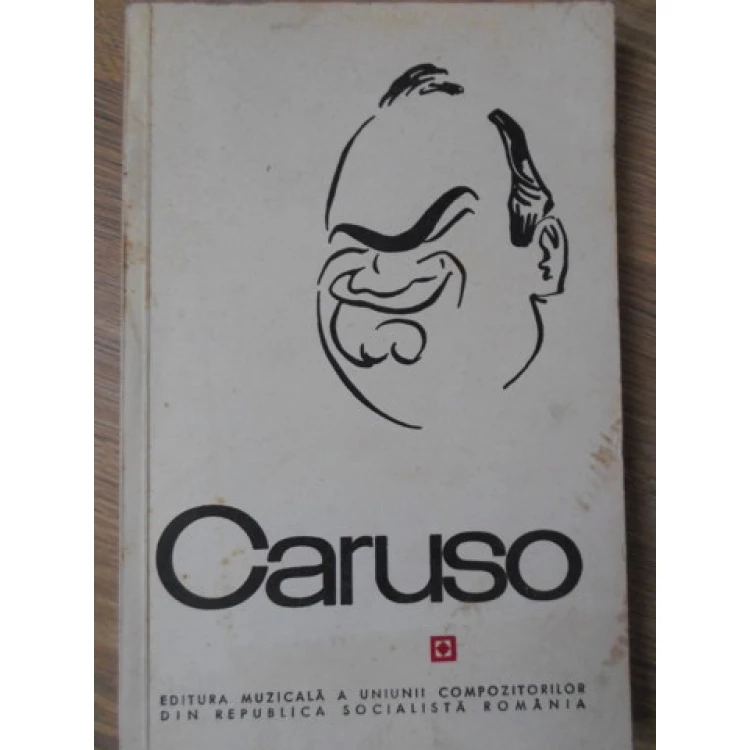 Caruso
EDITURA MUZICALĂ A UNIUNII COMPOZITORILOR
DIN REPUBLICA SOCIALISTĂ ROMÂNIA